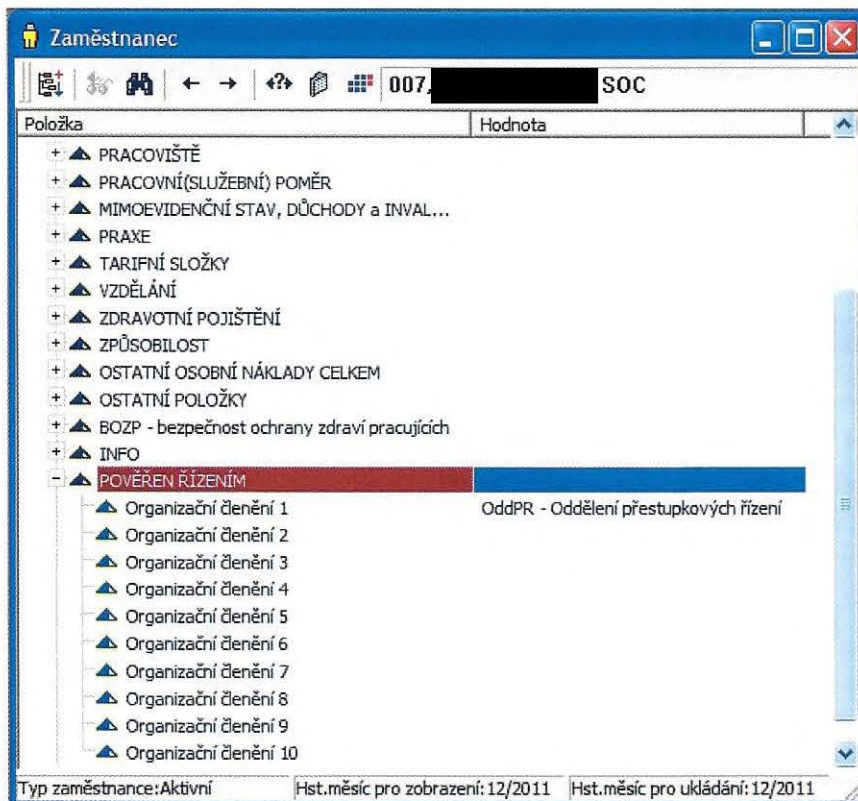 Zaměstnanec
007, SOC
Položka Hodnota
PRACOVIŠTĚ
PRACOVNÍ(SLUŽEBNÍ) POMĚR
MIMOEVIDENČNÍ STAV, DŮCHODY a INVAL...
PRAXE
TARIFNÍ SLOŽKY
VZDĚLÁNÍ
ZDRAVOTNÍ POJIŠTĚNÍ
ZPŮSOBILOST
OSTATNÍ OSOBNÍ NÁKLADY CELKEM
OSTATNÍ POLOŽKY
BOZP - bezpečnost ochrany zdraví pracujících
INFO
POVĚŘEN ŘÍZENÍM
Organizační členění 1 OddPR - Oddělení přestupkových řízení
Organizační členění 2
Organizační členění 3
Organizační členění 4
Organizační členění 5
Organizační členění 6
Organizační členění 7
Organizační členění 8
Organizační členění 9
Organizační členění 10
Typ zaměstnance:Aktivní Hst.měsíc pro zobrazení:12/2011 Hst.měsíc pro ukládání:12/2011